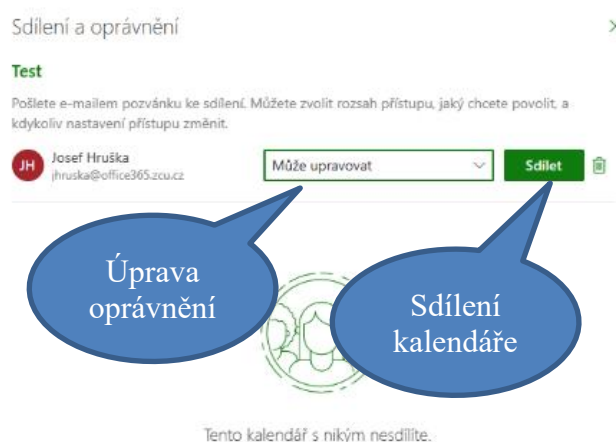 Sdílení a oprávnění
Test
Pošlete e-mailem pozvánku ke sdílení. Můžete zvolit rozsah přístupu, jaký chcete povolit, a
kdykoliv nastavení přístupu změnit.
JH
Josef Hruška
jhruska@office365.zcu.cz
Může upravovat
Sdílet
Úprava
oprávnění
Sdílení
kalendáře
Tento kalendář s nikým nesdílíte.